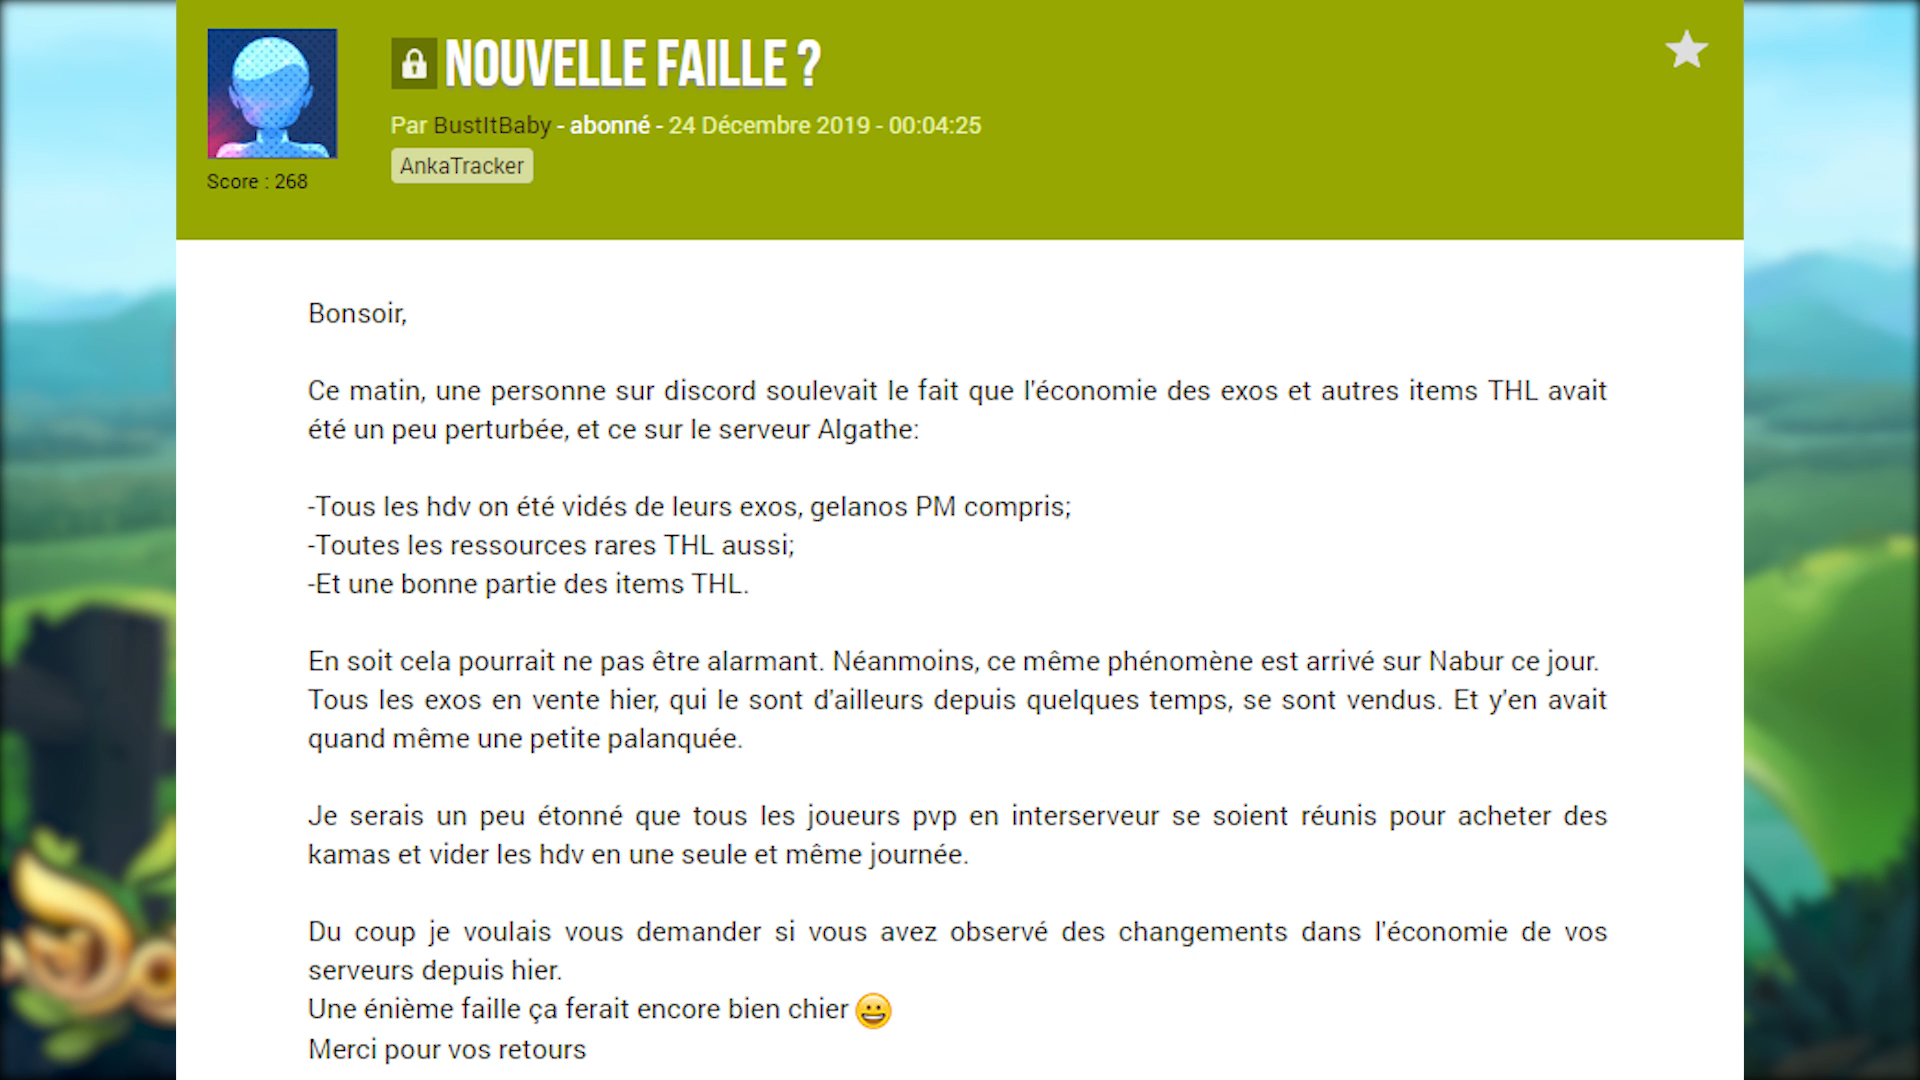 NOUVELLE FAILLE ?
Par BustItBaby - abonné - 24 Décembre 2019 - 00:04:25
AnkaTracker
Score : 268
Bonsoir,
Ce matin, une personne sur discord soulevait le fait que l'économie des exos et autres items THL avait
été un peu perturbée, et ce sur le serveur Algathe:
-Tous les hdv on été vidés de leurs exos, gelanos PM compris;
-Toutes les ressources rares THL aussi;
-Et une bonne partie des items THL.
En soit cela pourrait ne pas être alarmant. Néanmoins, ce même phénomène est arrivé sur Nabur ce jour.
Tous les exos en vente hier, qui le sont d'ailleurs depuis quelques temps, se sont vendus. Et y'en avait
quand même une petite palanquée.
Je serais un peu étonné que tous les joueurs pvp en interserveur se soient réunis pour acheter des
kamas et vider les hdv en une seule et même journée.
Du coup je voulais vous demander si vous avez observé des changements dans l'économie de vos
serveurs depuis hier.
Une énième faille ça ferait encore bien chier 😀
Merci pour vos retours